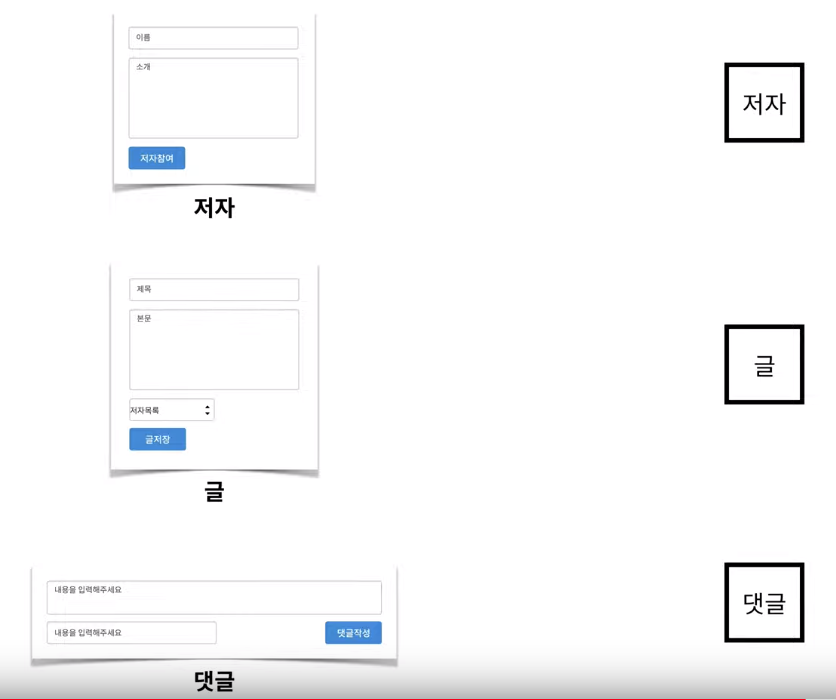 이름
소개
저자참여
저자
저자
제목
본문
저자목록
글저장
글
글
내용을 입력해주세요
내용을 입력해주세요
댓글작성
댓글
댓글